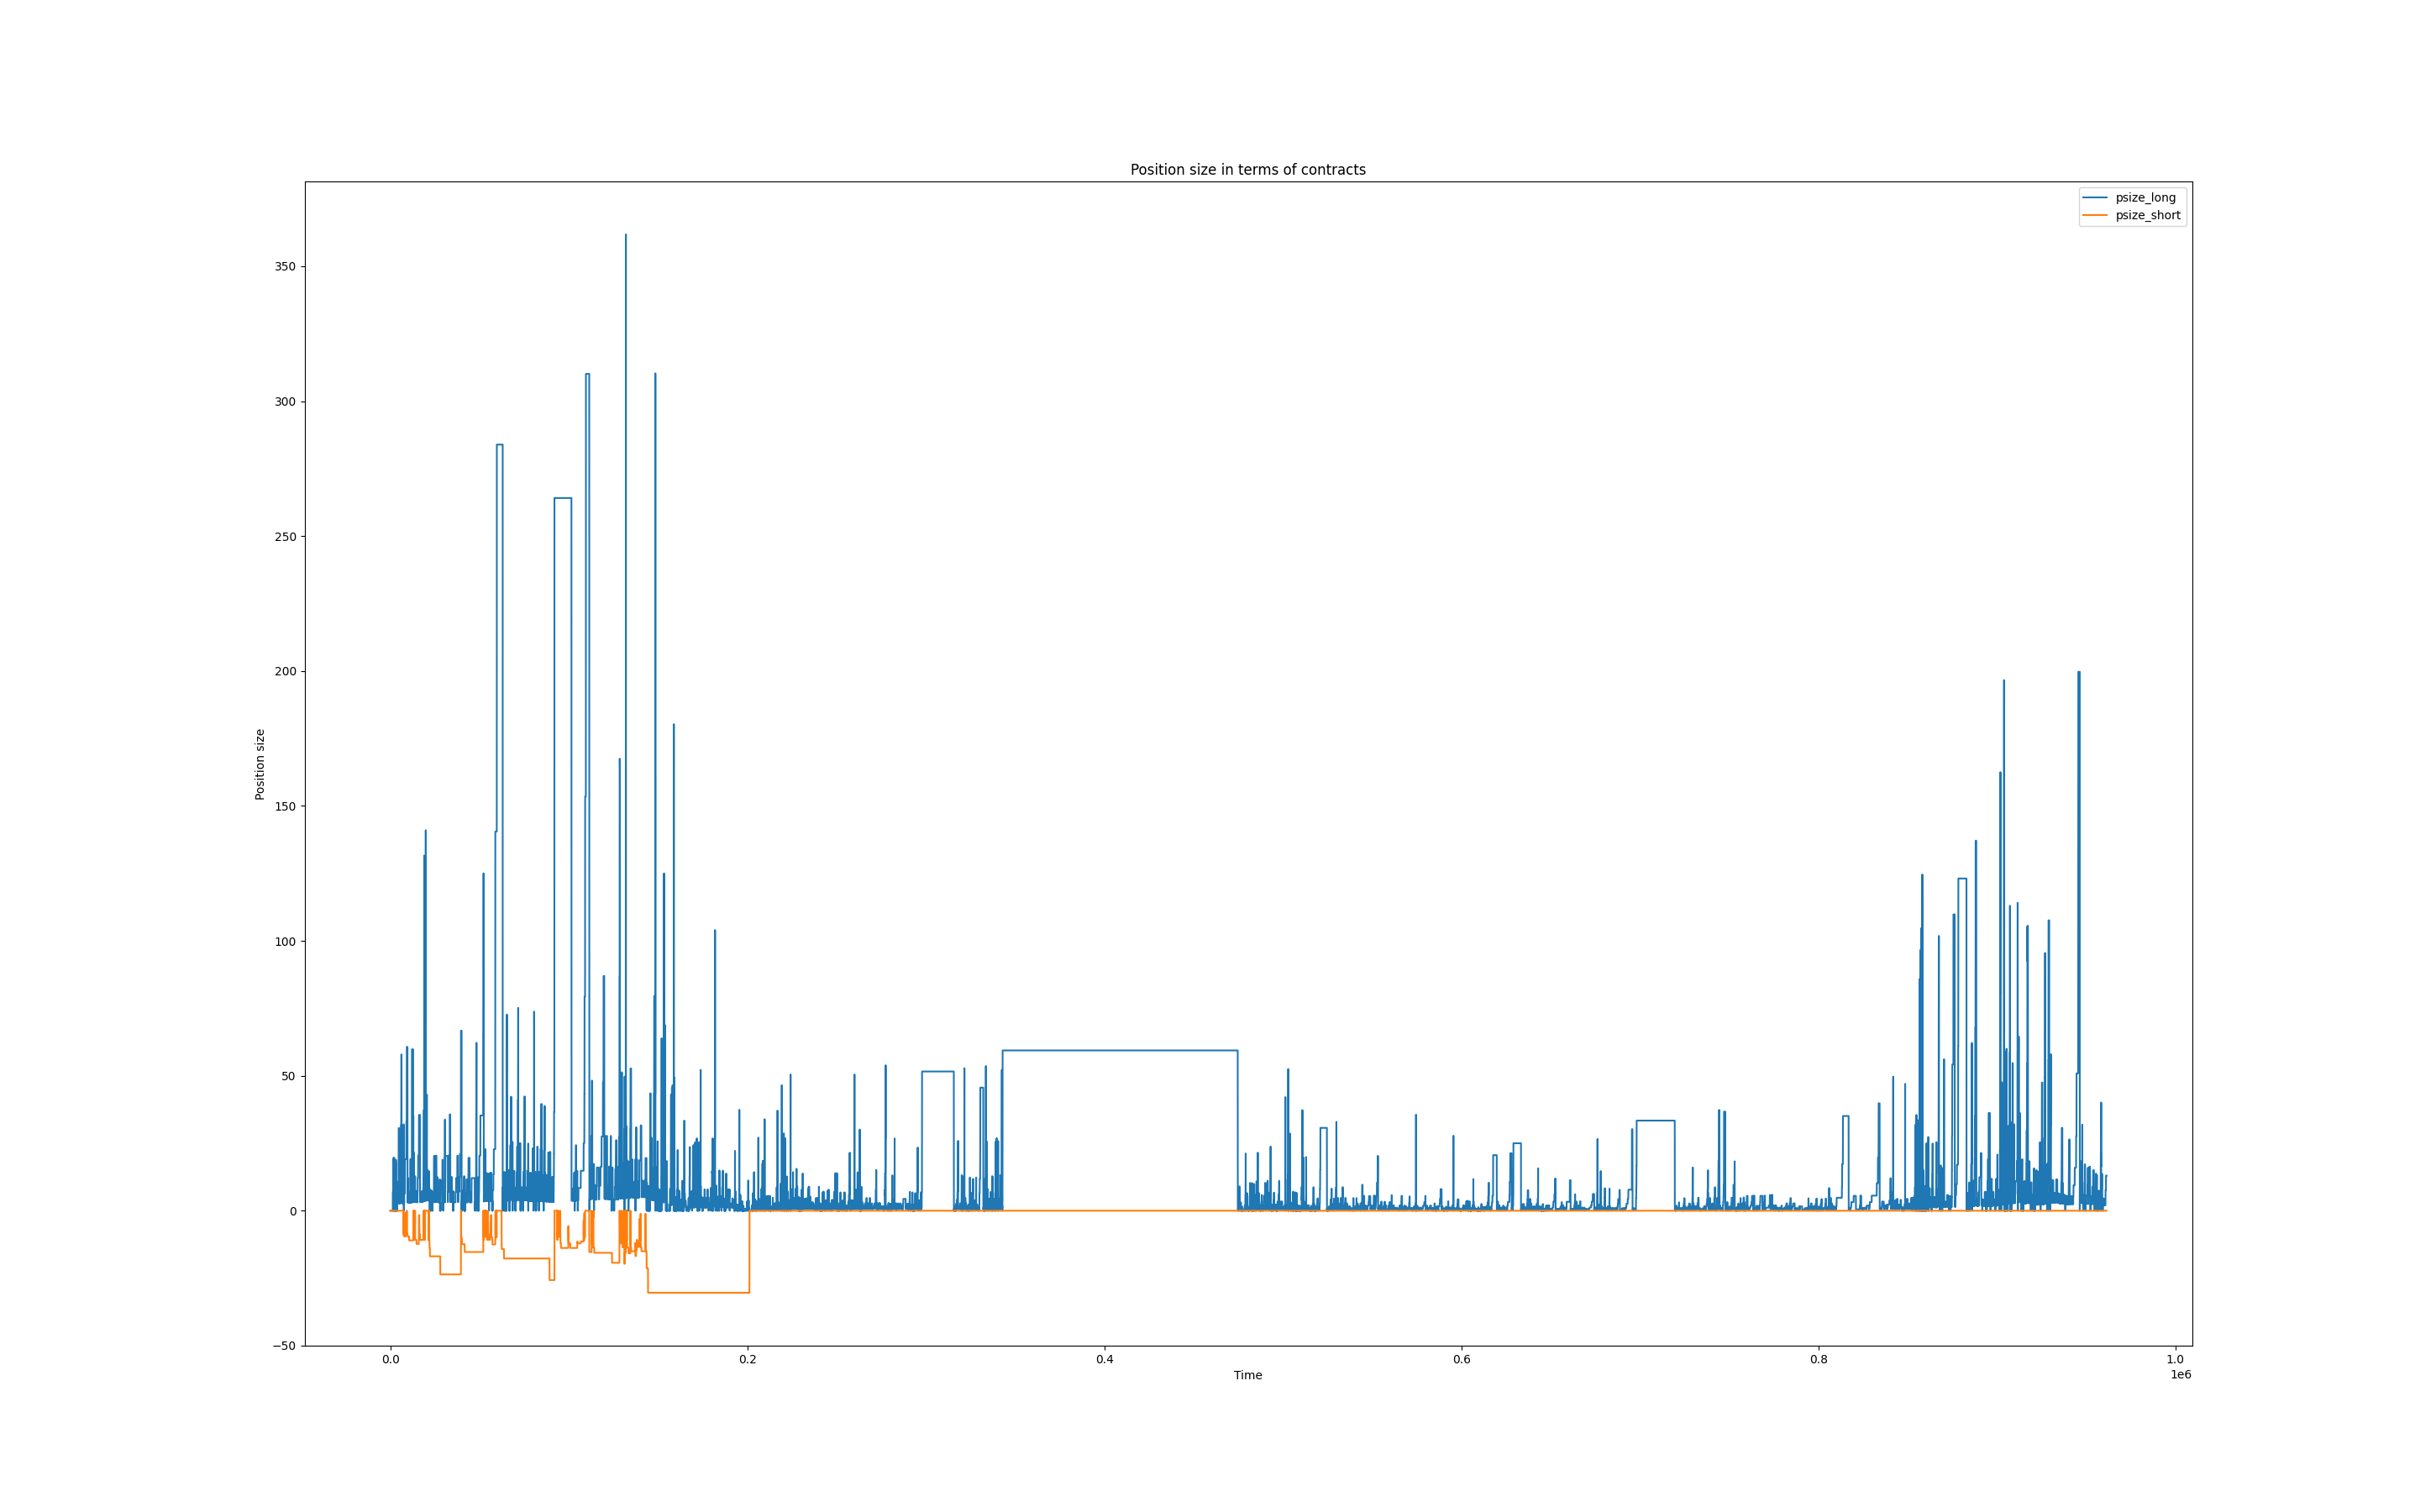 Position size in terms of contracts
psize_long
psize_short
350
300
250
200
150
100
50
0
−50
Position size
0.0
0.2
0.4
0.6
0.8
1.0
1e6
Time